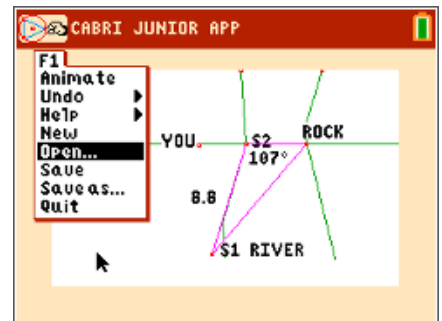 CABRI JUNIOR APP
F1
Animate
Undo
Help
New
Open...
Save
Save as...
Quit
YOU
S2
ROCK
107°
8.8
S1 RIVER